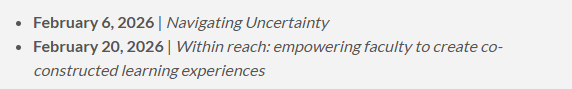 February 6, 2026 | Navigating Uncertainty
February 20, 2026 | Within reach: empowering faculty to create co-
constructed learning experiences